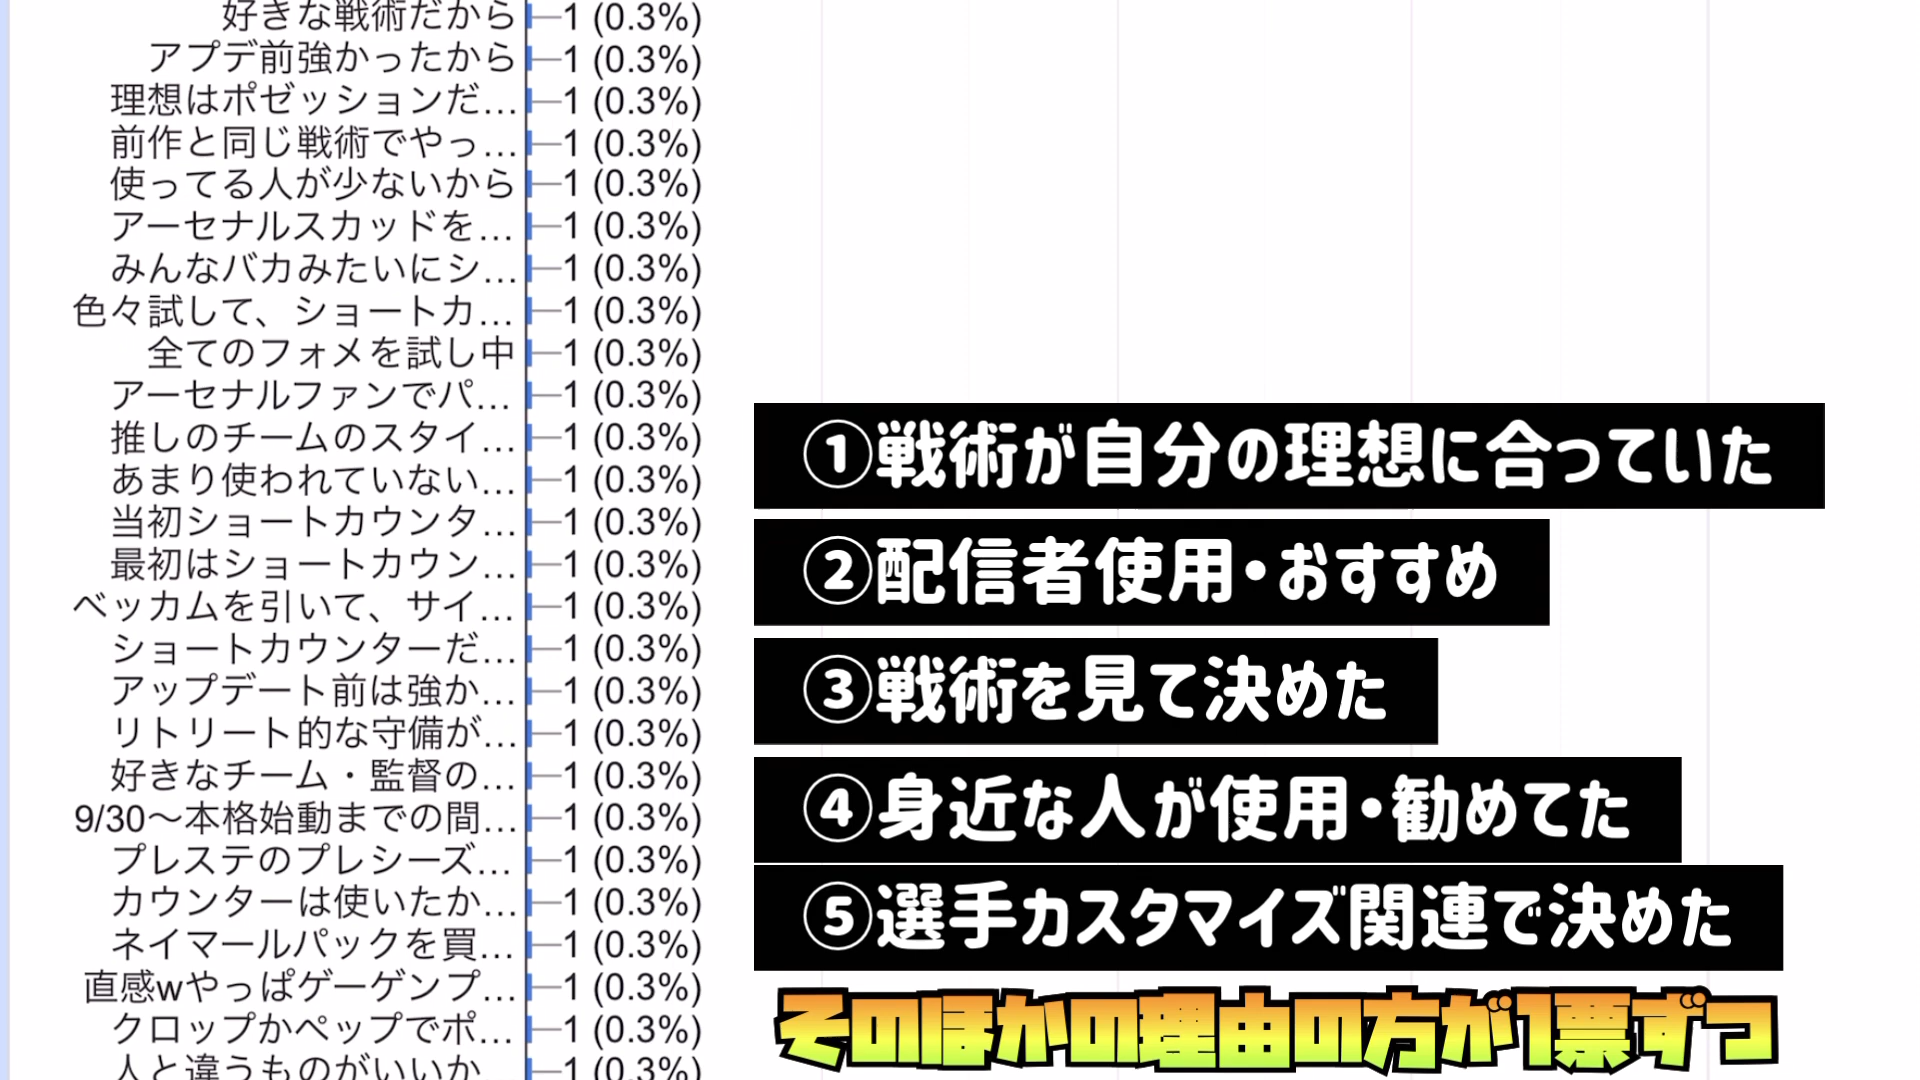 好きな戦術だから 1 (0.3%)
アプデ前強かったから 1 (0.3%)
理想はポゼッションだ… 1 (0.3%)
前作と同じ戦術でやっ… 1 (0.3%)
使ってる人が少ないから 1 (0.3%)
アーセナルスカッドを… 1 (0.3%)
みんなバカみたいにシ… 1 (0.3%)
色々試して、ショートカ… 1 (0.3%)
全てのフォメを試し中 1 (0.3%)
アーセナルファンでパ… 1 (0.3%)
推しのチームのスタイ… 1 (0.3%)
あまり使われていない… 1 (0.3%)
当初ショートカウンタ… 1 (0.3%)
最初はショートカウン… 1 (0.3%)
ベッカムを引いて、サイ… 1 (0.3%)
ショートカウンターだ… 1 (0.3%)
アップデート前は強か… 1 (0.3%)
リトリート的な守備が… 1 (0.3%)
好きなチーム・監督の… 1 (0.3%)
9/30〜本格始動までの間… 1 (0.3%)
プレステのプレシーズ… 1 (0.3%)
カウンターは使いたか… 1 (0.3%)
ネイマールパックを買… 1 (0.3%)
直感wやっぱゲーゲンプ… 1 (0.3%)
クロップかペップでポ… 1 (0.3%)
人と違うものがいいか… 1 (0.3%)
①戦術が自分の理想に合っていた
②配信者使用・おすすめ
③戦術を見て決めた
④身近な人が使用・勧めてた
⑤選手カスタマイズ関連で決めた
そのほかの理由の方が1票ずつ